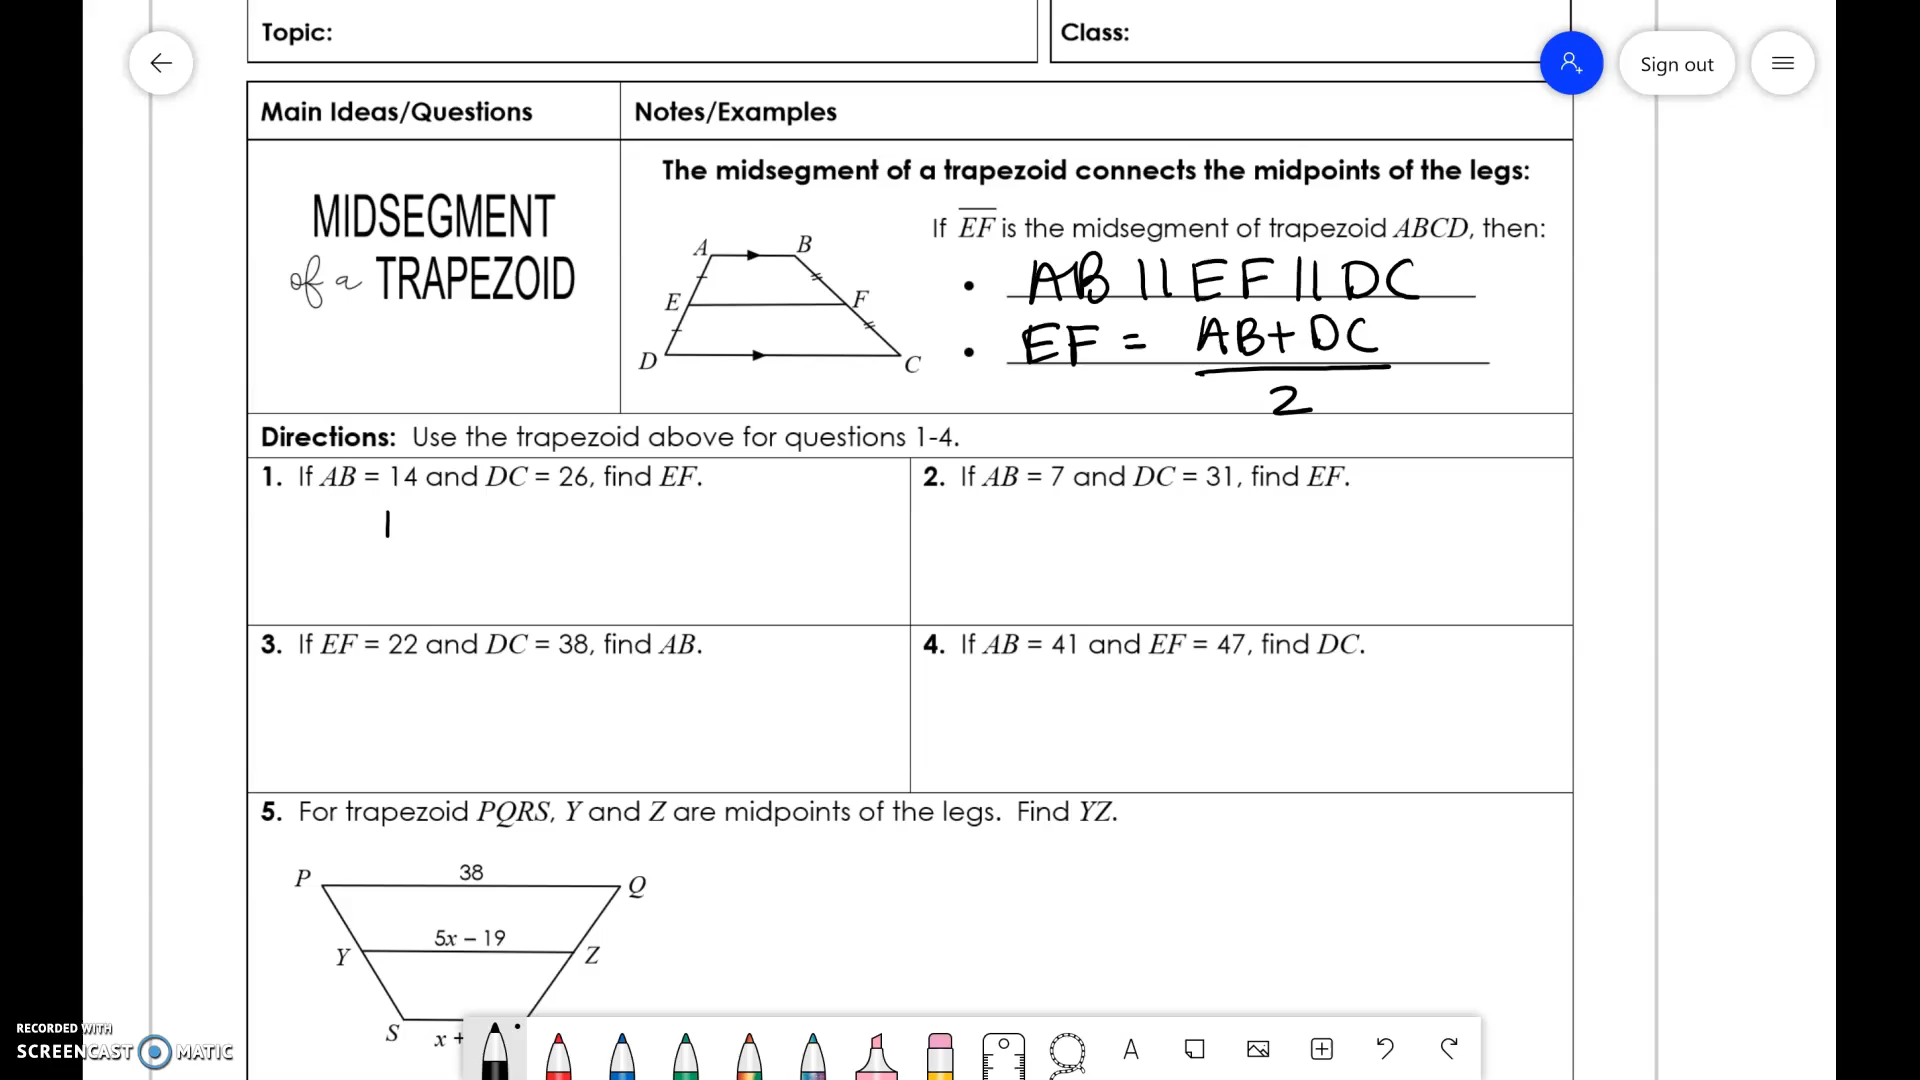 Topic:
Class:
Sign out
Main Ideas/Questions
Notes/Examples
MIDSEGMENT
of a TRAPEZOID
The midsegment of a trapezoid connects the midpoints of the legs:
If EF is the midsegment of trapezoid ABCD, then:
A
B
E
F
D
C
• AB || EF || DC
• EF = AB + DC
2
Directions: Use the trapezoid above for questions 1-4.
1. If AB = 14 and DC = 26, find EF.
1
2. If AB = 7 and DC = 31, find EF.
3. If EF = 22 and DC = 38, find AB.
4. If AB = 41 and EF = 47, find DC.
5. For trapezoid PQRS, Y and Z are midpoints of the legs. Find YZ.
P
38
Q
Y
5x – 19
Z
S
x +
A
RECORDED WITH
SCREENCAST MATIC